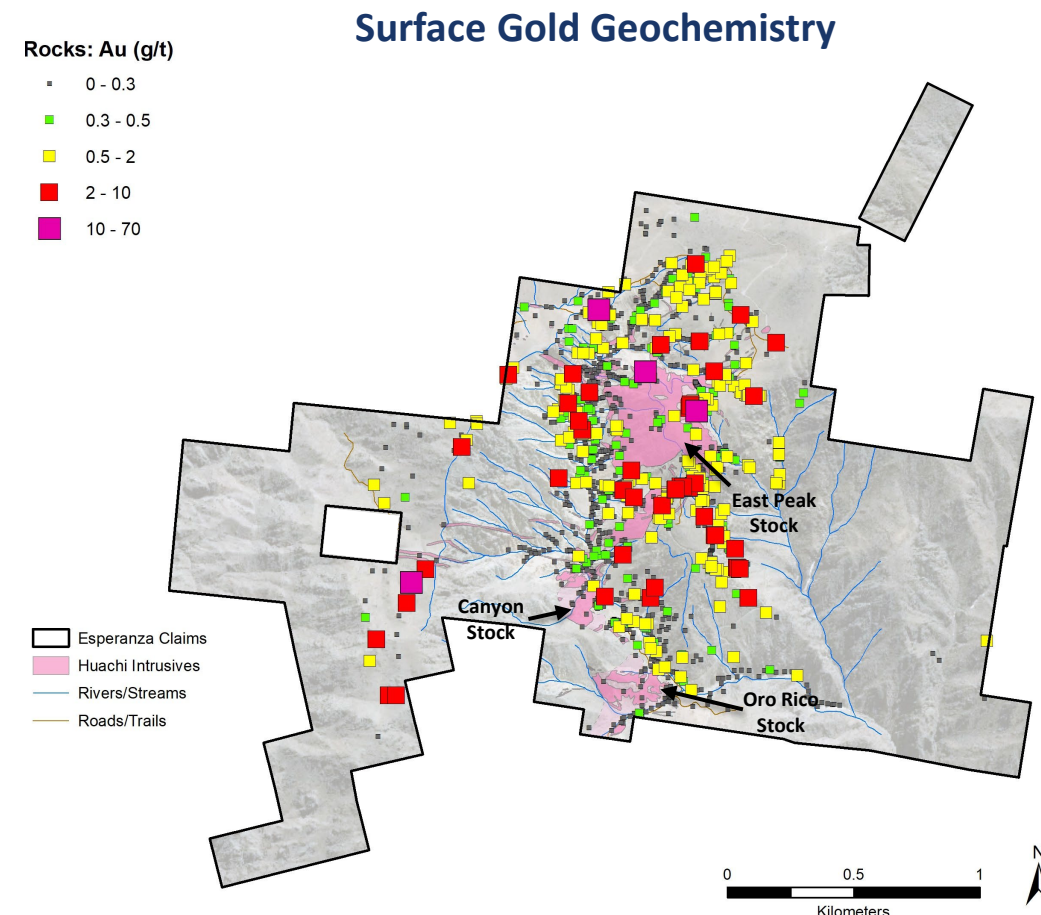 Surface Gold Geochemistry
Rocks: Au (g/t)
0 - 0.3
0.3 - 0.5
0.5 - 2
2 - 10
10 - 70
East Peak
Stock
Canyon
Stock
Oro Rico
Stock
Esperanza Claims
Huachi Intrusives
Rivers/Streams
Roads/Trails
0 0.5 1
Kilometers
N